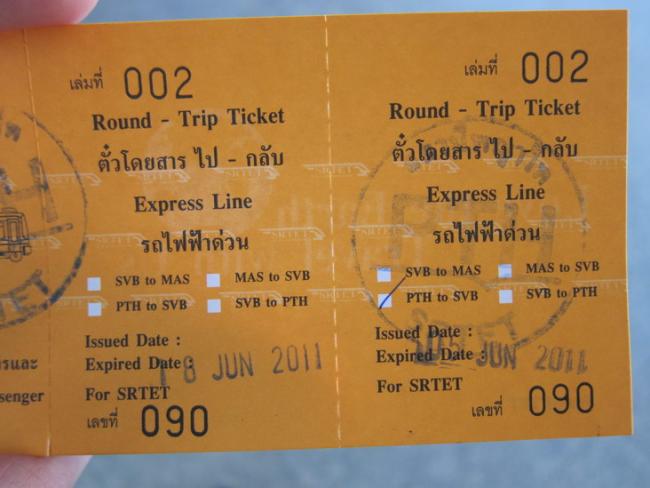 เล่มที่ 002
Round - Trip Ticket
ตั๋วโดยสาร ไป - กลับ
Express Line
รถไฟฟ้าด่วน
SVB to MAS MAS to SVB
PTH to SVB SVB to PTH
Issued Date :
Expired Date : 18 JUN 2011
For SRTET
เลขที่ 090
เล่มที่ 002
Round - Trip Ticket
ตั๋วโดยสาร ไป - กลับ
Express Line
รถไฟฟ้าด่วน
SVB to MAS MAS to SVB
PTH to SVB SVB to PTH
Issued Date :
Expired Date : JUN 2011
For SRTET
เลขที่ 090
SRTET